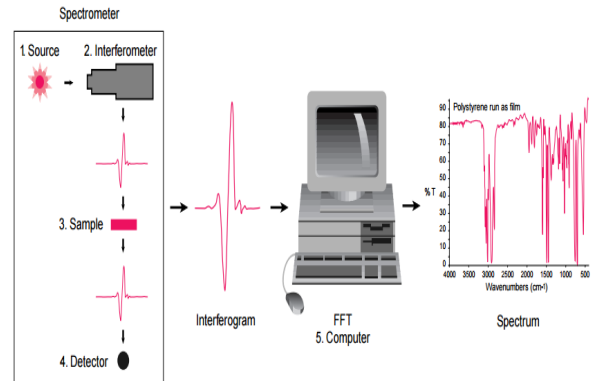 Spectrometer
1. Source
2. Interferometer
3. Sample
4. Detector
Interferogram
FFT
5. Computer
Polystyrene run as film
90
80
70
60
50
% T
40
30
20
10
0
4000 3500 3000 2500 2000 1500 1000 500
Wavenumbers (cm-1)
Spectrum